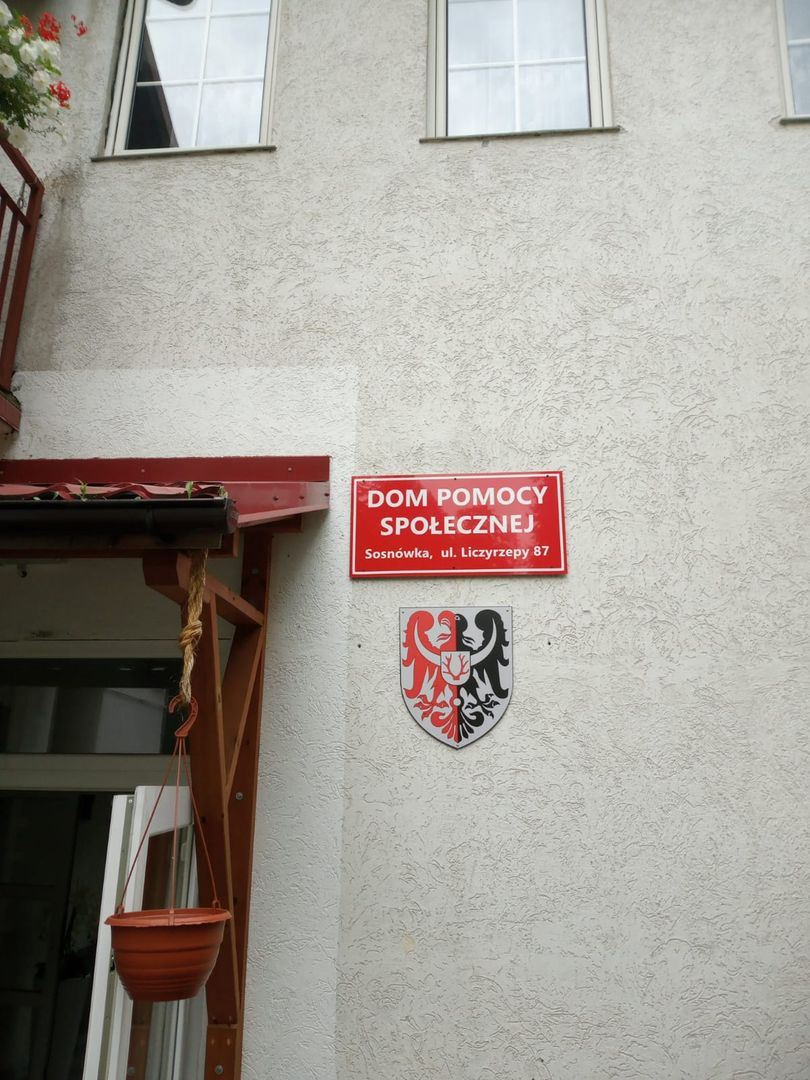 DOM POMOCY
SPOŁECZNEJ
Sosnówka, ul. Liczyrzepy 87